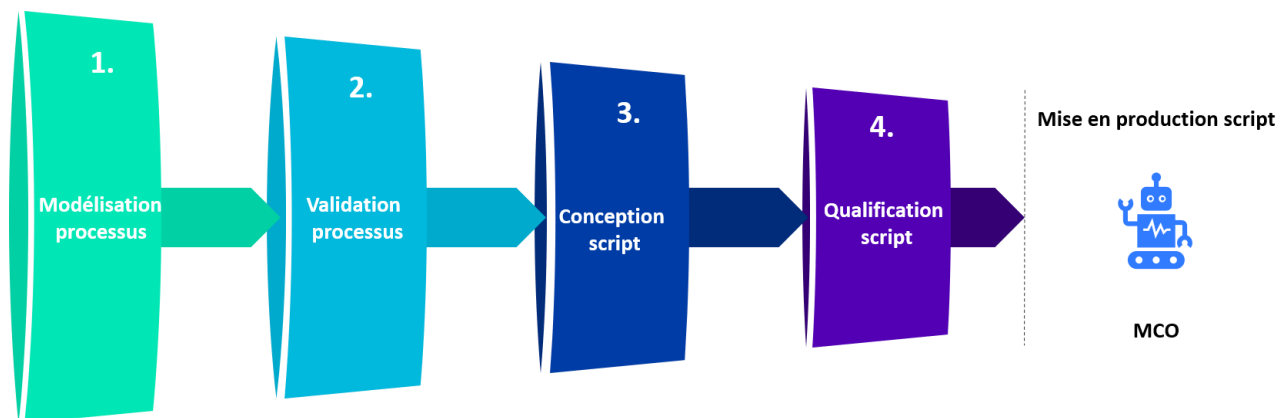 1.
Modélisation
processus
2.
Validation
processus
3.
Conception
script
4.
Qualification
script
Mise en production script
MCO